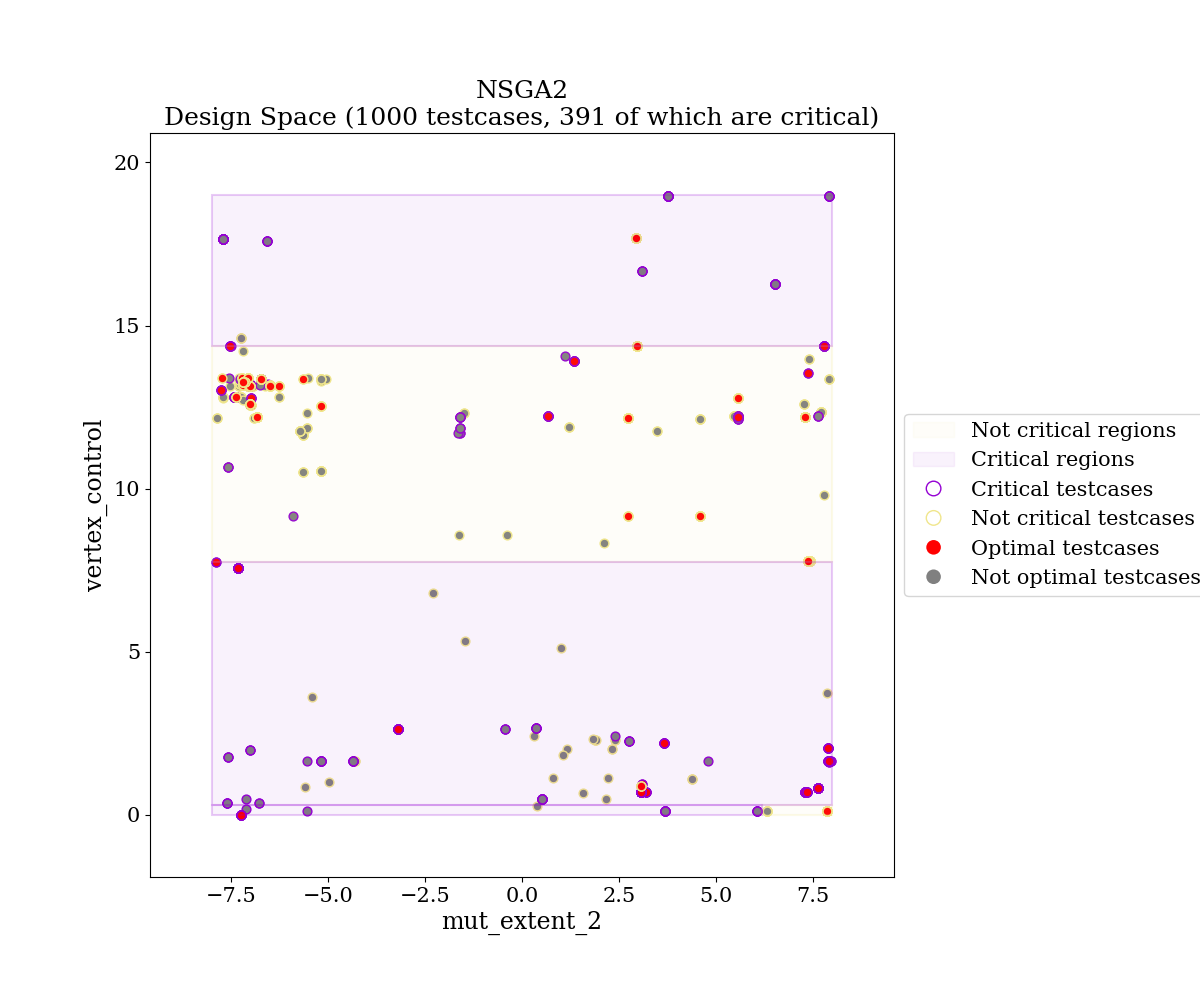 NSGA2
Design Space (1000 testcases, 391 of which are critical)
20
15
10
5
0
vertex_control
−7.5
−5.0
−2.5
0.0
2.5
5.0
7.5
mut_extent_2
Not critical regions
Critical regions
Critical testcases
Not critical testcases
Optimal testcases
Not optimal testcases